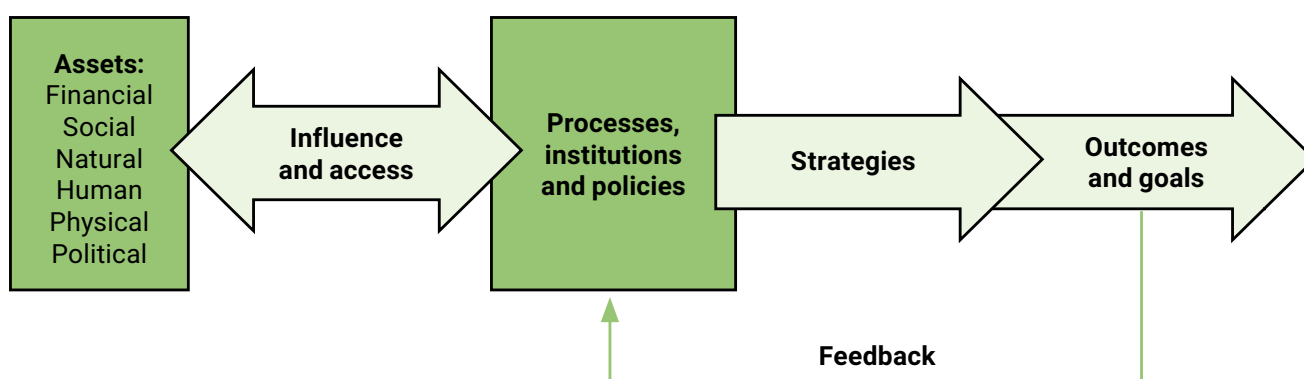 Assets:
Financial
Social
Natural
Human
Physical
Political
Influence
and access
Processes,
institutions
and policies
Strategies
Outcomes
and goals
Feedback